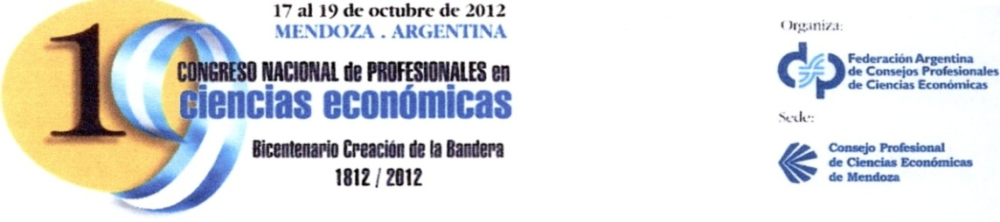 17 al 19 de octubre de 2012
MENDOZA . ARGENTINA
19
CONGRESO NACIONAL de PROFESIONALES en
ciencias económicas
Bicentenario Creación de la Bandera
1812 / 2012
Organiza:
Federación Argentina
de Consejos Profesionales
de Ciencias Económicas
Sede:
Consejo Profesional
de Ciencias Económicas
de Mendoza